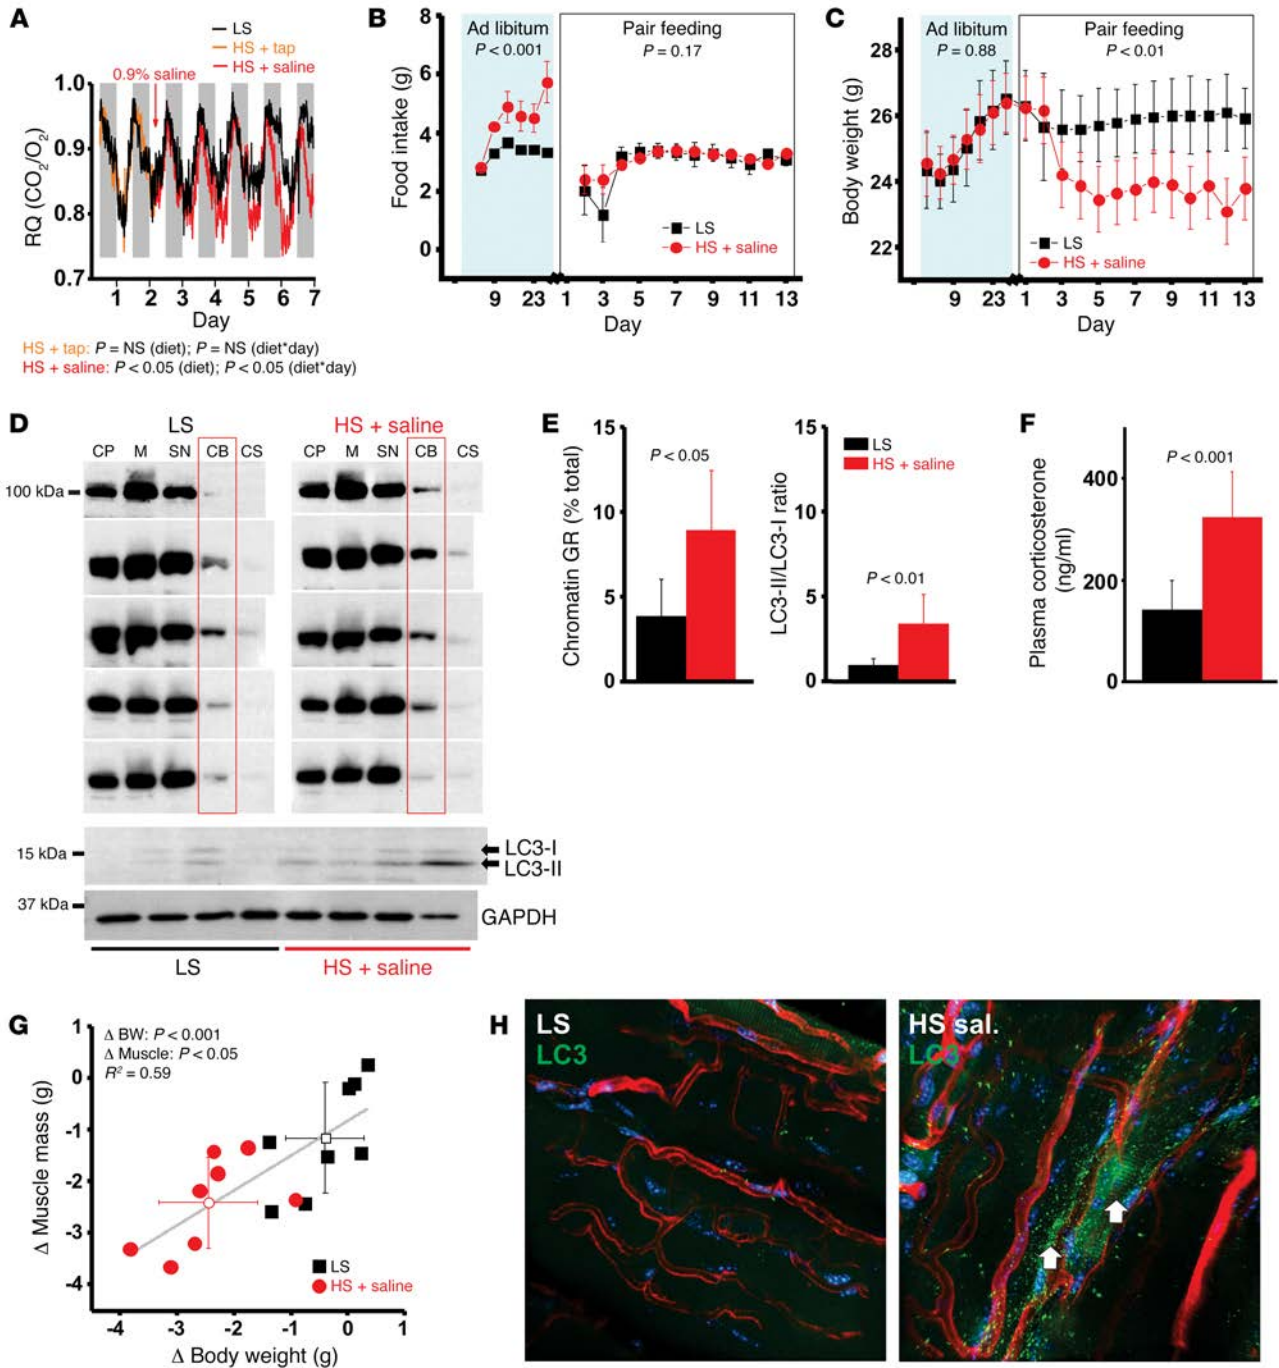 A
LS
HS + tap
HS + saline
0.9% saline
1.0
0.9
0.8
0.7
RQ (CO2/O2)
1 2 3 4 5 6 7
Day
HS + tap: P = NS (diet); P = NS (diet*day)
HS + saline: P < 0.05 (diet); P < 0.05 (diet*day)
B
Ad libitum
P < 0.001
Pair feeding
P = 0.17
8
6
4
2
0
Food intake (g)
LS
HS + saline
9 23 1 3 5 7 9 11 13
Day
C
Ad libitum
P = 0.88
Pair feeding
P < 0.01
28
26
24
22
Body weight (g)
LS
HS + saline
9 23 1 3 5 7 9 11 13
Day
D
LS
HS + saline
CP M SN CB CS
CP M SN CB CS
100 kDa
15 kDa
LC3-I
LC3-II
37 kDa
GAPDH
LS
HS + saline
E
15
10
5
0
Chromatin GR (% total)
P < 0.05
15
10
5
0
LC3-II/LC3-I ratio
LS
HS + saline
P < 0.01
F
400
200
0
Plasma corticosterone
(ng/ml)
P < 0.001
G
Δ BW: P < 0.001
Δ Muscle: P < 0.05
R2 = 0.59
1
0
-1
-2
-3
-4
Δ Muscle mass (g)
LS
HS + saline
-4 -3 -2 -1 0 1
Δ Body weight (g)
H
LS
LC3
HS sal.
LC3